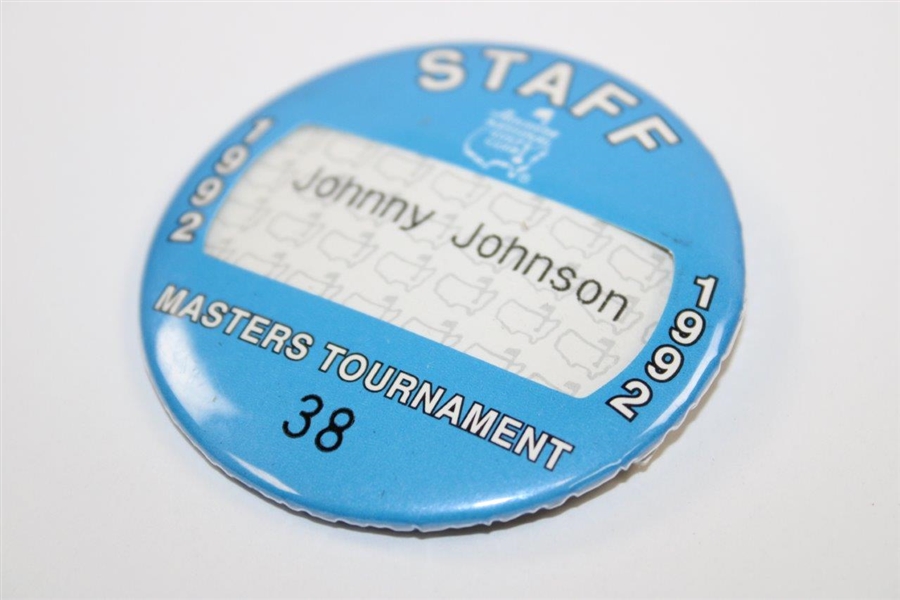 STAFF
1992
Johnny Johnson
1992
MASTERS TOURNAMENT
38